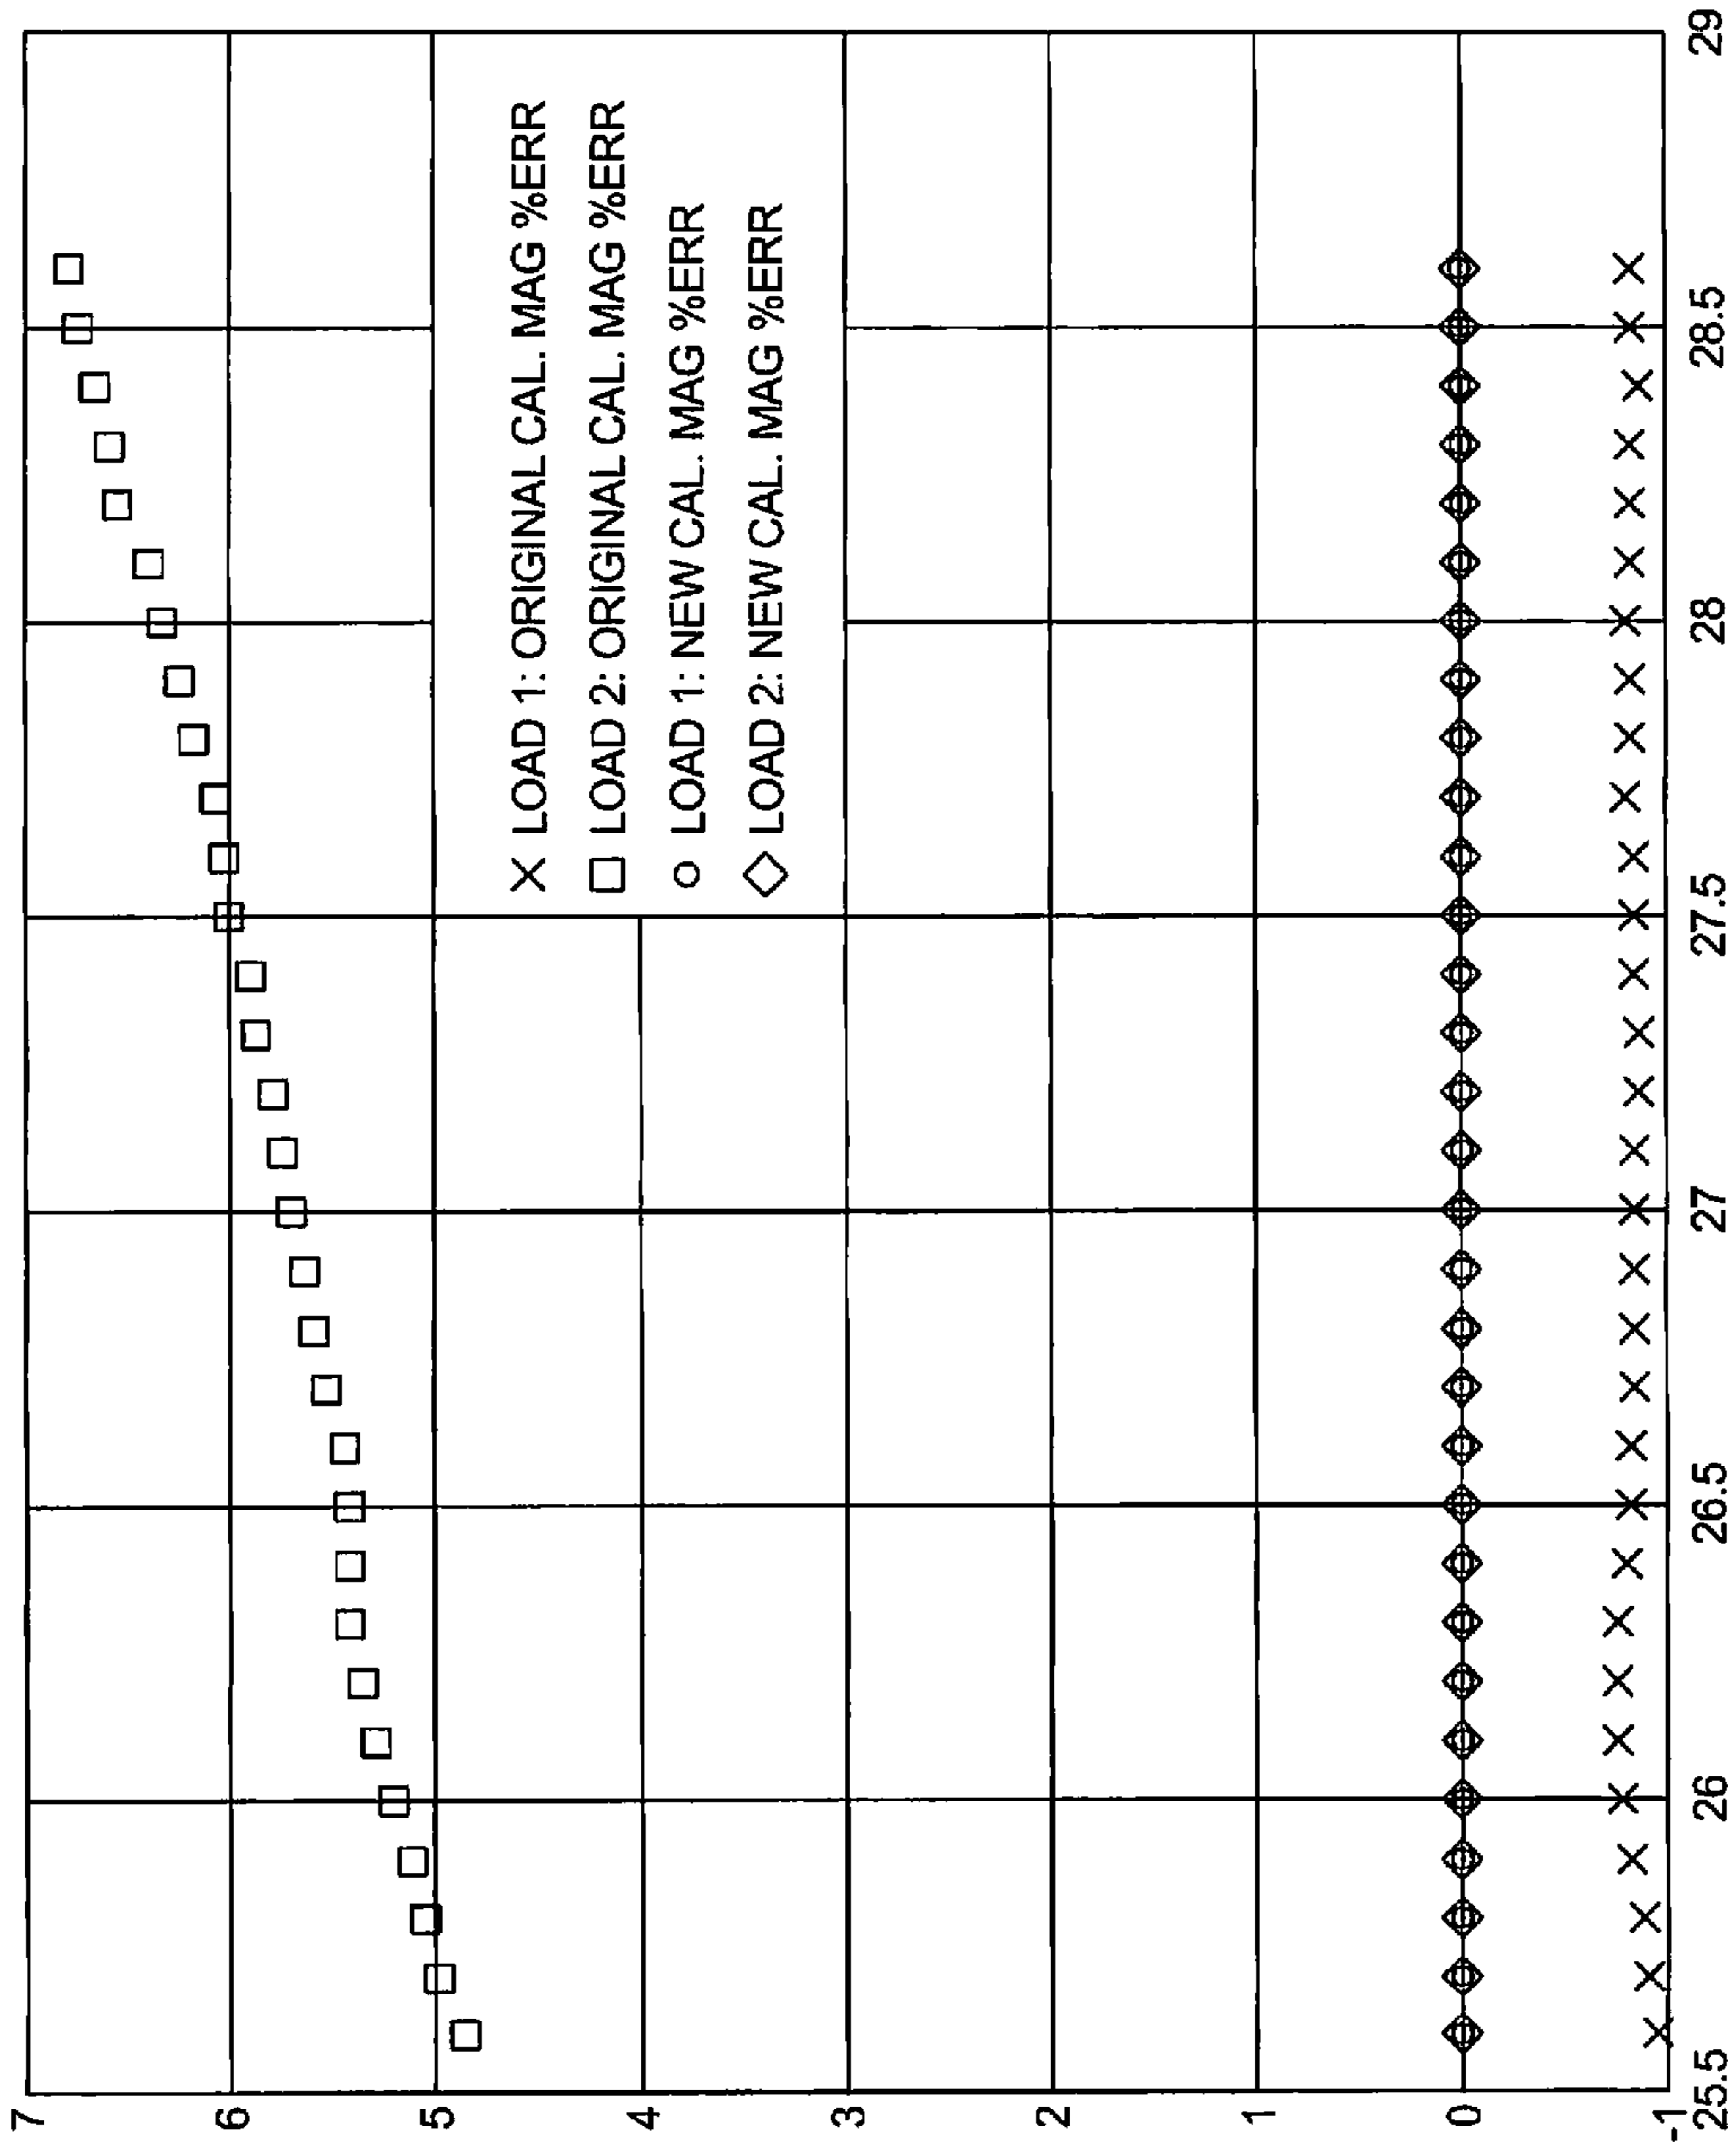 7
6
5
4
3
2
1
0
-1
× LOAD 1: ORIGINAL CAL. MAG %ERR
□ LOAD 2: ORIGINAL CAL. MAG %ERR
○ LOAD 1: NEW CAL. MAG %ERR
◇ LOAD 2: NEW CAL. MAG %ERR
25.5 26 26.5 27 27.5 28 28.5 29